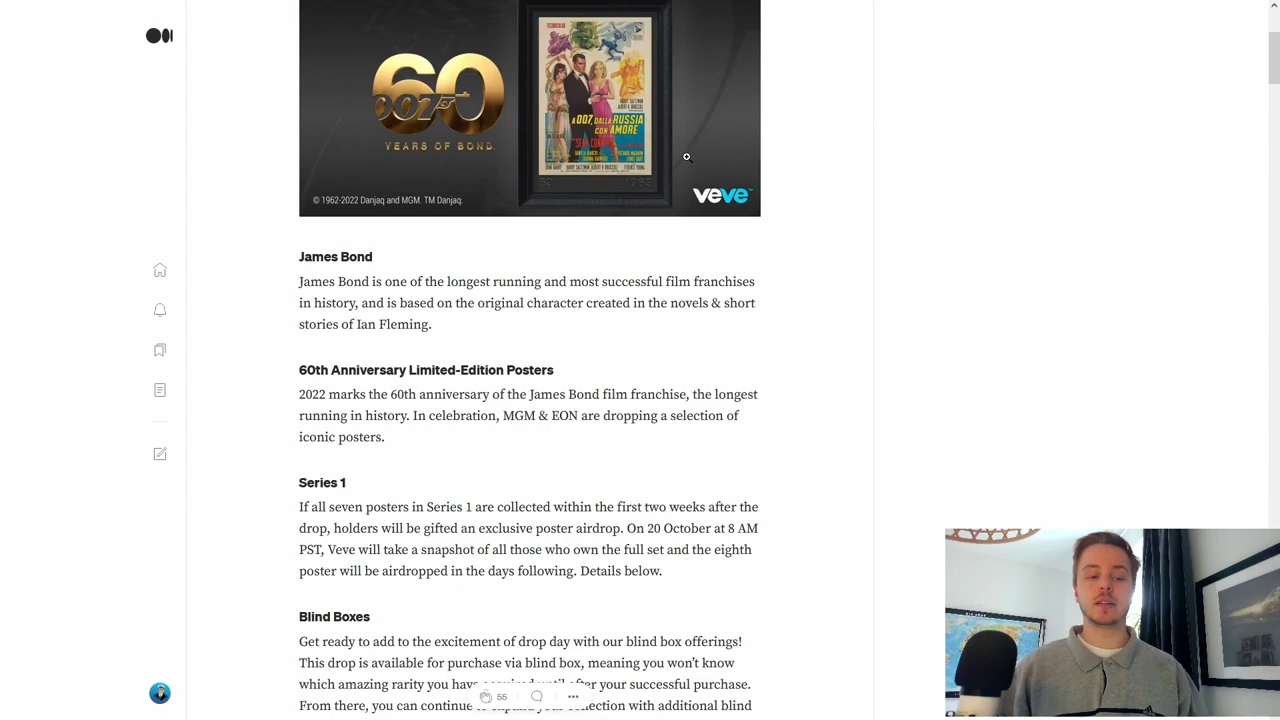 60
007
YEARS OF BOND.
A 007, DALLA RUSSIA
CON AMORE
© 1962-2022 Danjaq and MGM. TM Danjaq.
veve
James Bond
James Bond is one of the longest running and most successful film franchises
in history, and is based on the original character created in the novels & short
stories of Ian Fleming.
60th Anniversary Limited-Edition Posters
2022 marks the 60th anniversary of the James Bond film franchise, the longest
running in history. In celebration, MGM & EON are dropping a selection of
iconic posters.
Series 1
If all seven posters in Series 1 are collected within the first two weeks after the
drop, holders will be gifted an exclusive poster airdrop. On 20 October at 8 AM
PST, Veve will take a snapshot of all those who own the full set and the eighth
poster will be airdropped in the days following. Details below.
Blind Boxes
Get ready to add to the excitement of drop day with our blind box offerings!
This drop is available for purchase via blind box, meaning you won't know
which amazing rarity you have acquired until after your successful purchase.
From there, you can continue to expand your collection with additional blind
55